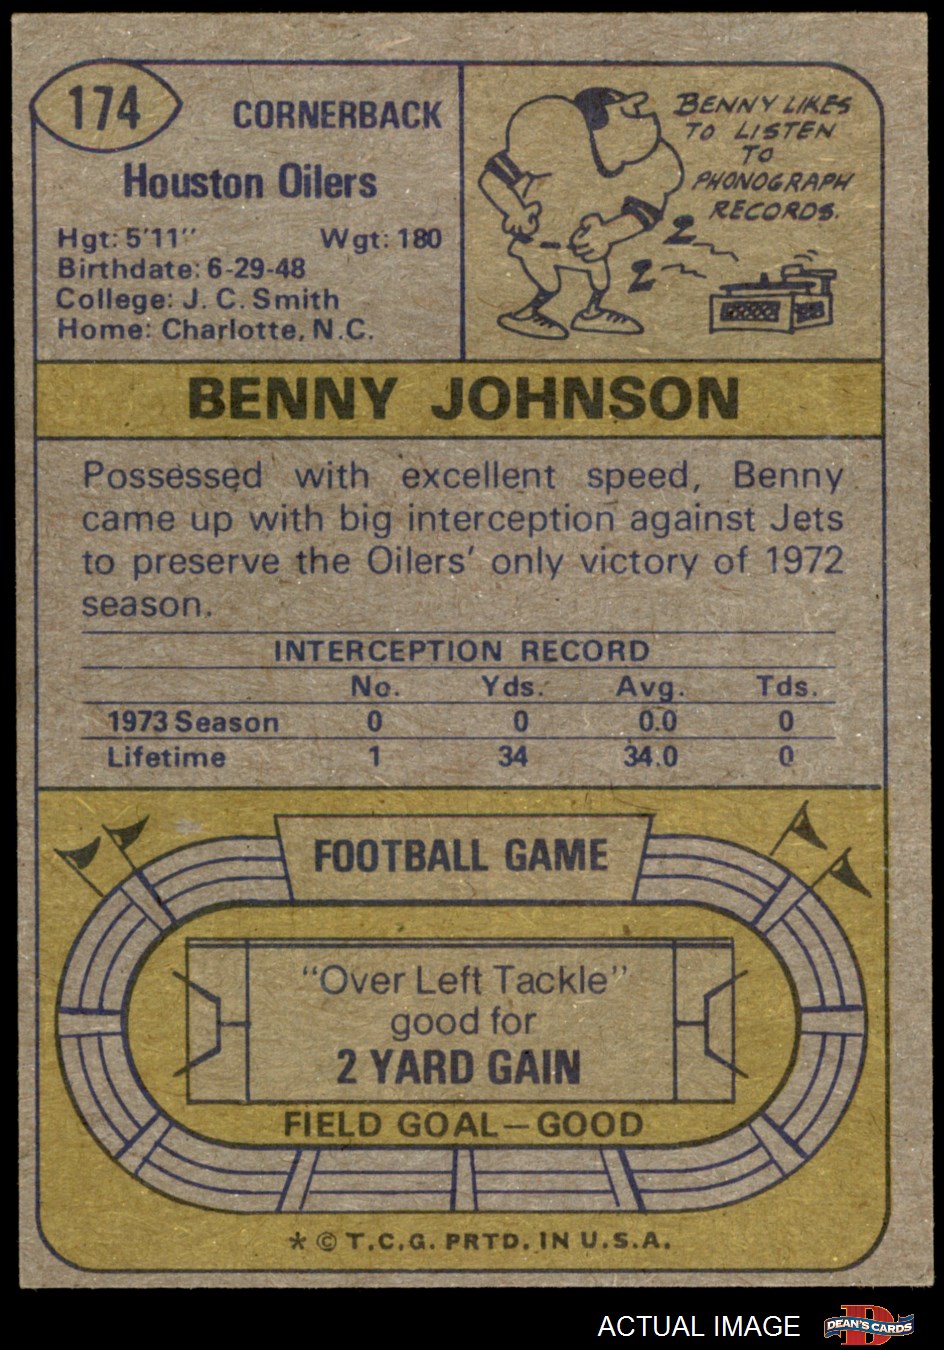 174
CORNERBACK
Houston Oilers
Hgt: 5'11" Wgt: 180
Birthdate: 6-29-48
College: J. C. Smith
Home: Charlotte, N.C.
BENNY LIKES
TO LISTEN
TO
PHONOGRAPH
RECORDS.
BENNY JOHNSON
Possessed with excellent speed, Benny
came up with big interception against Jets
to preserve the Oilers' only victory of 1972
season.
INTERCEPTION RECORD
No. Yds. Avg. Tds.
1973 Season 0 0 0.0 0
Lifetime 1 34 34.0 0
FOOTBALL GAME
"Over Left Tackle"
good for
2 YARD GAIN
FIELD GOAL—GOOD
* © T.C.G. PRTD. IN U.S.A.
ACTUAL IMAGE
D
DEAN'S CARDS